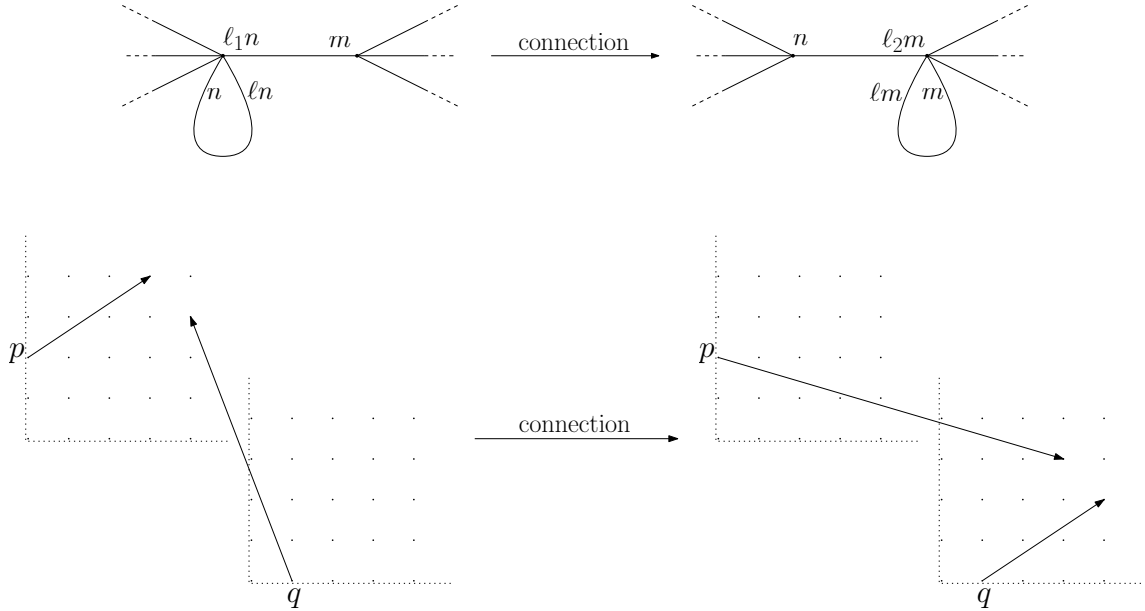 ℓ₁n m connection n ℓ₂m
n ℓn ℓm m
p p
connection
q q